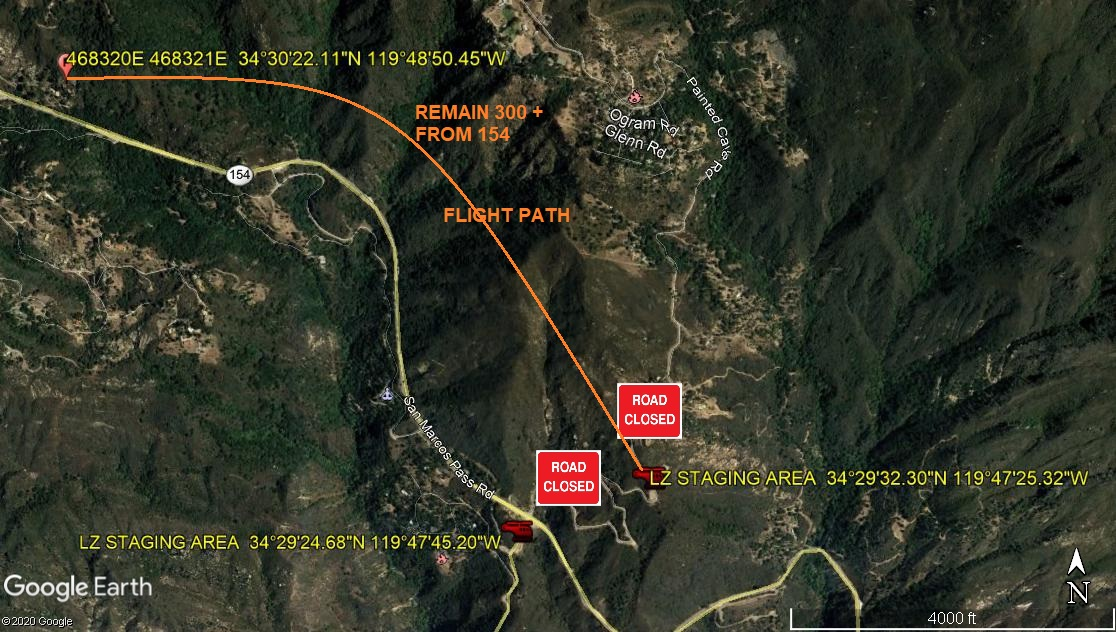 468320E 468321E 34°30'22.11"N 119°48'50.45"W
REMAIN 300 +
FROM 154
Ogram Rd
Glenn Rd
Painted Cave Rd
154
FLIGHT PATH
ROAD
CLOSED
San Marcos Pass Rd
ROAD
CLOSED
LZ STAGING AREA 34°29'32.30"N 119°47'25.32"W
LZ STAGING AREA 34°29'24.68"N 119°47'45.20"W
Google Earth
©2020 Google
N
4000 ft